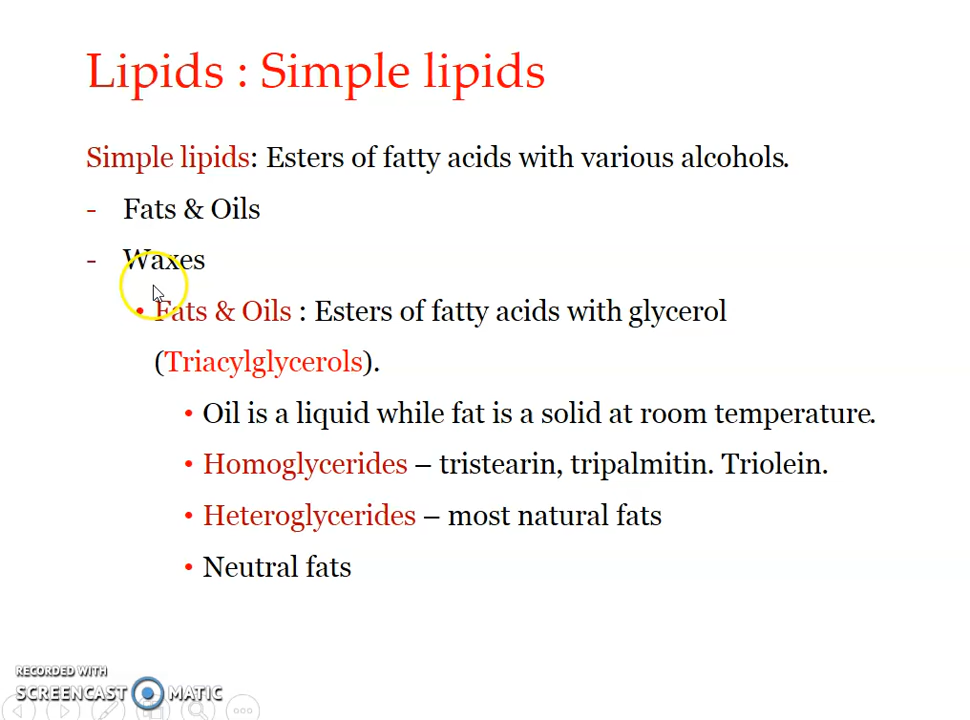 Lipids : Simple lipids
Simple lipids: Esters of fatty acids with various alcohols.
- Fats & Oils
- Waxes
• Fats & Oils : Esters of fatty acids with glycerol
(Triacylglycerols).
• Oil is a liquid while fat is a solid at room temperature.
• Homoglycerides – tristearin, tripalmitin. Triolein.
• Heteroglycerides – most natural fats
• Neutral fats
RECORDED WITH
SCREENCAST MATIC